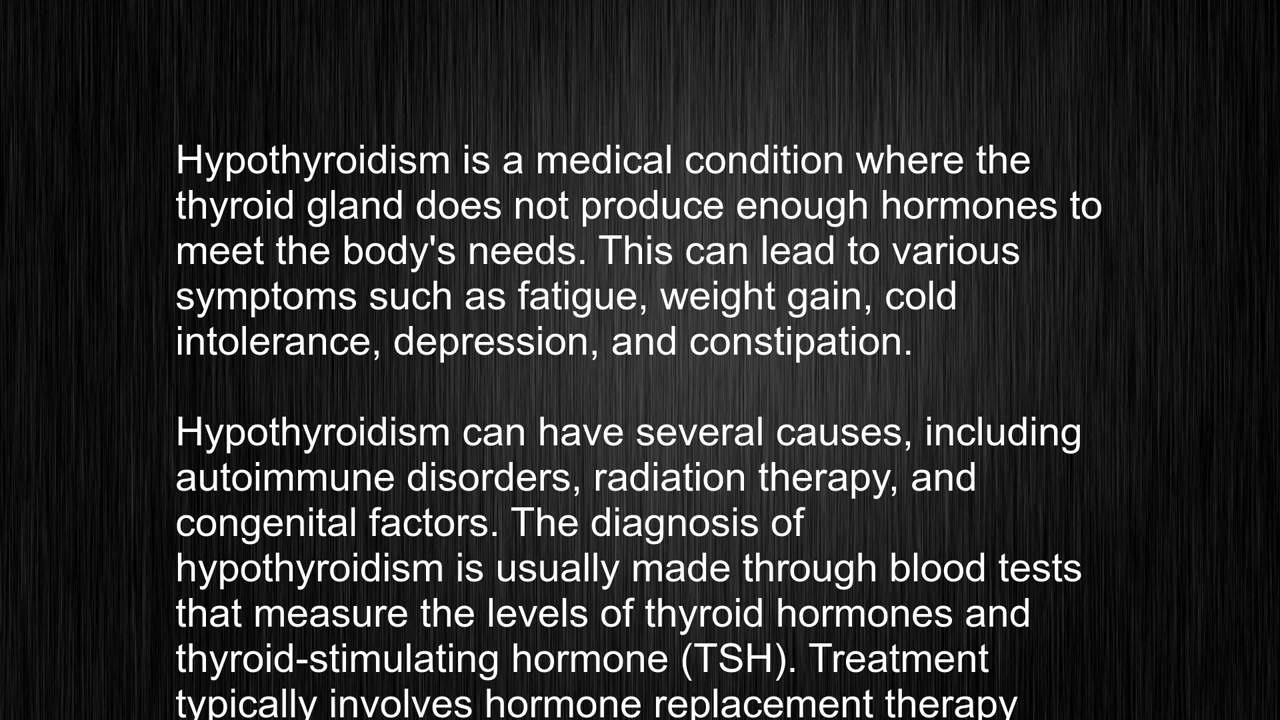 Hypothyroidism is a medical condition where the
thyroid gland does not produce enough hormones to
meet the body's needs. This can lead to various
symptoms such as fatigue, weight gain, cold
intolerance, depression, and constipation.
Hypothyroidism can have several causes, including
autoimmune disorders, radiation therapy, and
congenital factors. The diagnosis of
hypothyroidism is usually made through blood tests
that measure the levels of thyroid hormones and
thyroid-stimulating hormone (TSH). Treatment
typically involves hormone replacement therapy